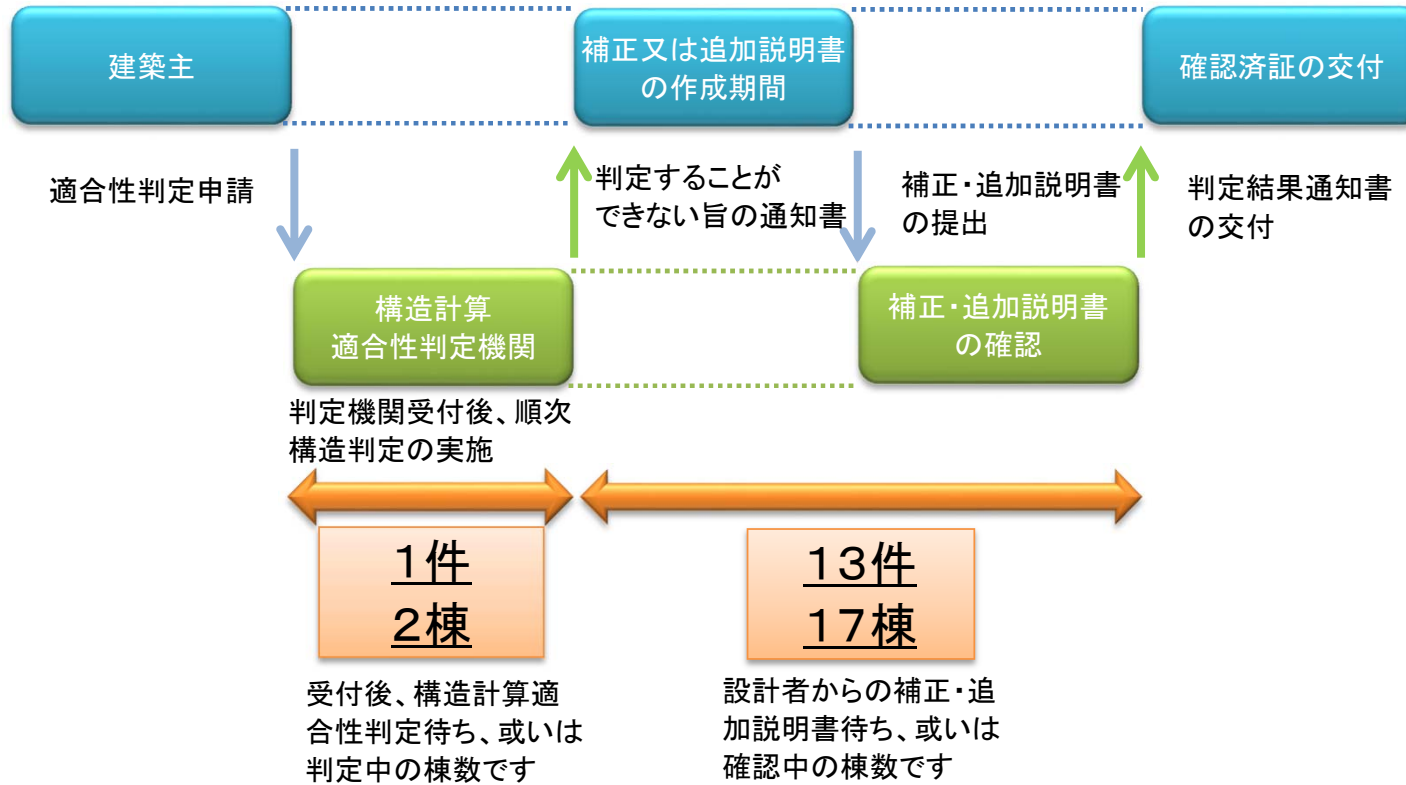 建築主
補正又は追加説明書
の作成期間
確認済証の交付
適合性判定申請
判定することが
できない旨の通知書
補正・追加説明書
の提出
判定結果通知書
の交付
構造計算
適合性判定機関
補正・追加説明書
の確認
判定機関受付後、順次
構造判定の実施
1件
2棟
13件
17棟
受付後、構造計算適
合性判定待ち、或いは
判定中の棟数です
設計者からの補正・追
加説明書待ち、或いは
確認中の棟数です